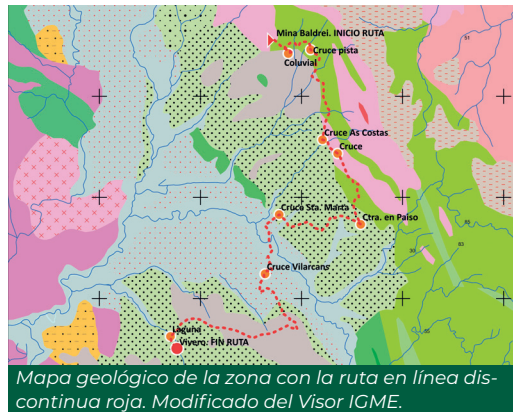 Mina Baldrei. INICIO RUTA
Cruce pista
Coluvial
51
Cruce As Costas
Cruce
Cruce Sta. Marta
Ctra. en Paiso
Cruce Vilarcans
Laguna
Vivero. FIN RUTA
Mapa geológico de la zona con la ruta en línea dis-
continua roja. Modificado del Visor IGME.